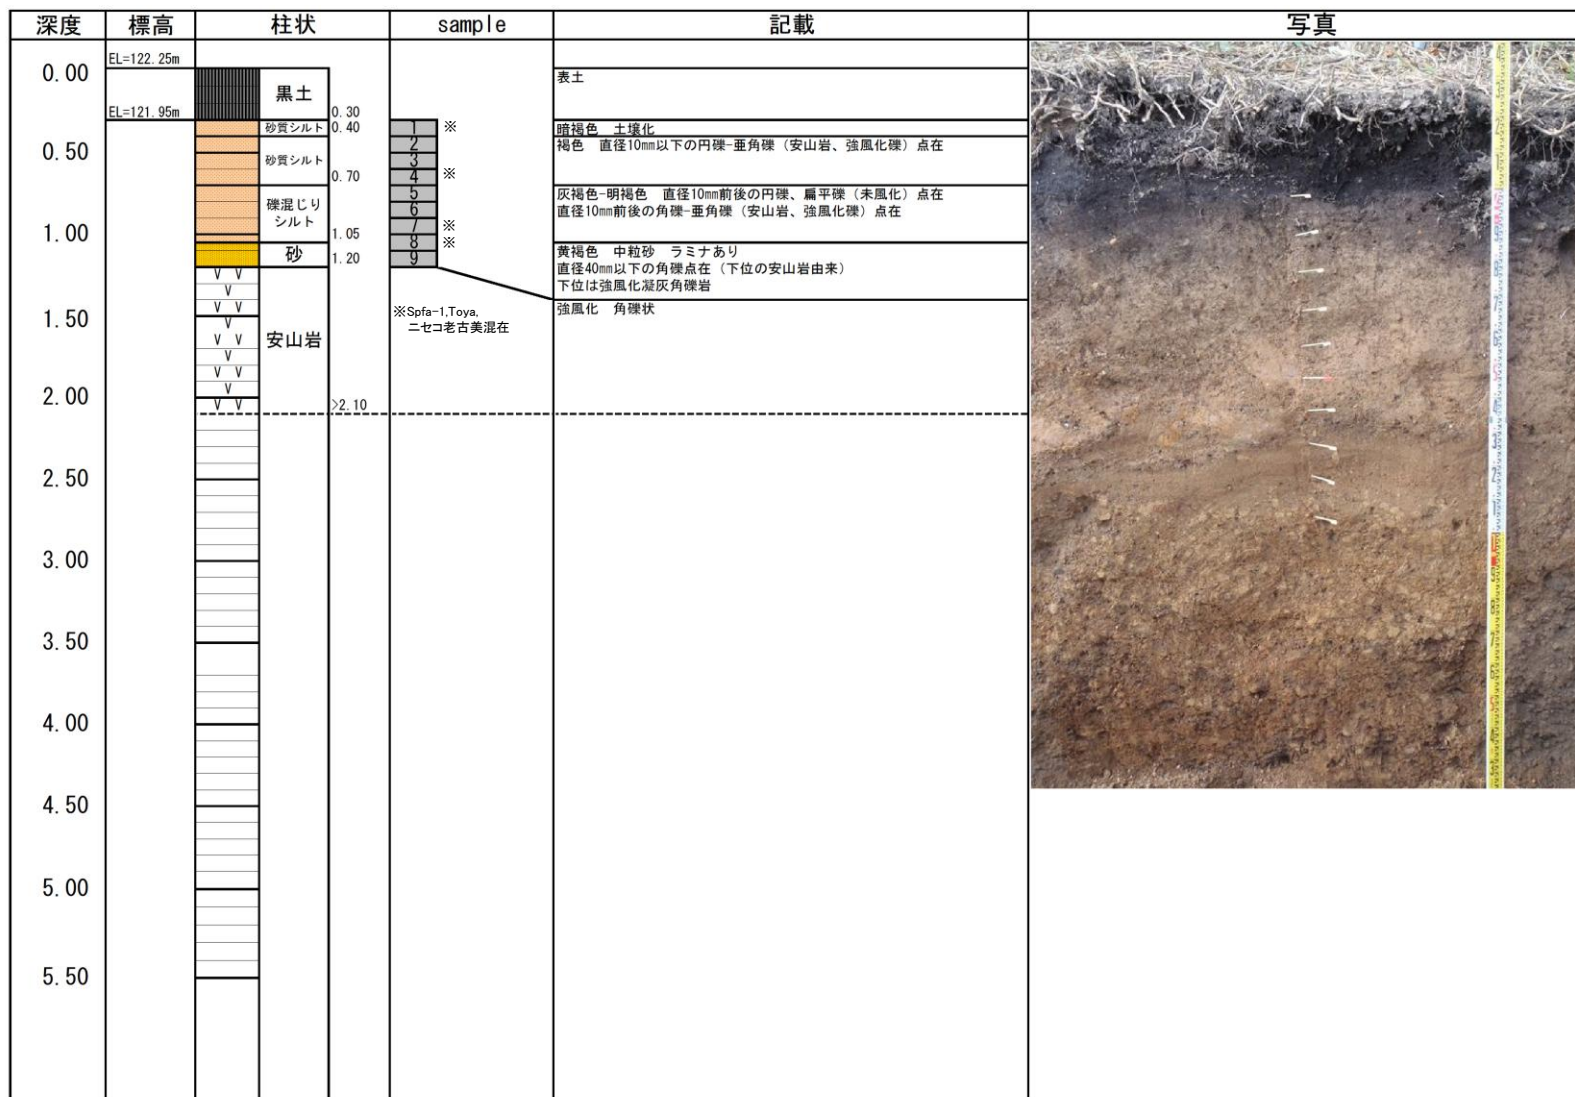 深度 標高 柱状 sample 記載 写真
EL=122.25m
0.00 黒土 表土
EL=121.95m 0.30
砂質シルト 0.40 1 ※ 暗褐色 土壌化
2 褐色 直径10mm以下の円礫-亜角礫（安山岩、強風化礫）点在
0.50 砂質シルト 3
0.70 4 ※
礫混じり 5 灰褐色-明褐色 直径10mm前後の円礫、扁平礫（未風化）点在
シルト 6 直径10mm前後の角礫-亜角礫（安山岩、強風化礫）点在
7 ※
1.00 1.05 8 ※
砂 1.20 9 黄褐色 中粒砂 ラミナあり
直径40mm以下の角礫点在（下位の安山岩由来）
下位は強風化凝灰角礫岩
V V
V
V V
1.50 V
V V
V
V V
V
V V
安山岩 ※Spfa-1,Toya,
ニセコ老古美混在
強風化 角礫状
2.00 >2.10
2.50
3.00
3.50
4.00
4.50
5.00
5.50